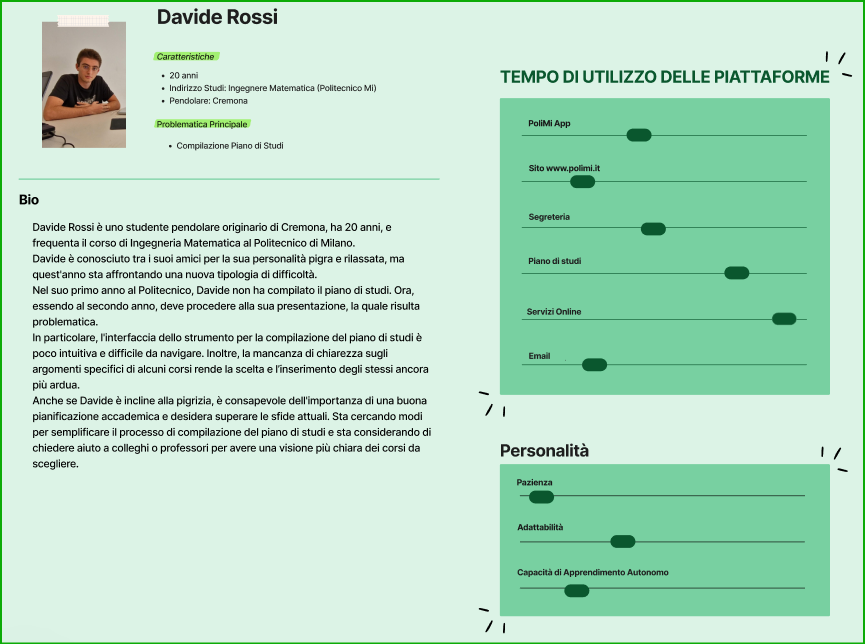 Davide Rossi
Caratteristiche
• 20 anni
• Indirizzo Studi: Ingegnere Matematica (Politecnico Mi)
• Pendolare: Cremona
Problematica Principale
• Compilazione Piano di Studi
Bio
Davide Rossi è uno studente pendolare originario di Cremona, ha 20 anni, e
frequenta il corso di Ingegneria Matematica al Politecnico di Milano.
Davide è conosciuto tra i suoi amici per la sua personalità pigra e rilassata, ma
quest'anno sta affrontando una nuova tipologia di difficoltà.
Nel suo primo anno al Politecnico, Davide non ha compilato il piano di studi. Ora,
essendo al secondo anno, deve procedere alla sua presentazione, la quale risulta
problematica.
In particolare, l'interfaccia dello strumento per la compilazione del piano di studi è
poco intuitiva e difficile da navigare. Inoltre, la mancanza di chiarezza sugli
argomenti specifici di alcuni corsi rende la scelta e l'inserimento degli stessi ancora
più ardua.
Anche se Davide è incline alla pigrizia, è consapevole dell'importanza di una buona
pianificazione accademica e desidera superare le sfide attuali. Sta cercando modi
per semplificare il processo di compilazione del piano di studi e sta considerando di
chiedere aiuto a colleghi o professori per avere una visione più chiara dei corsi da
scegliere.
TEMPO DI UTILIZZO DELLE PIATTAFORME
PoliMi App
Sito www.polimi.it
Segreteria
Piano di studi
Servizi Online
Email
Personalità
Pazienza
Adattabilità
Capacità di Apprendimento Autonomo